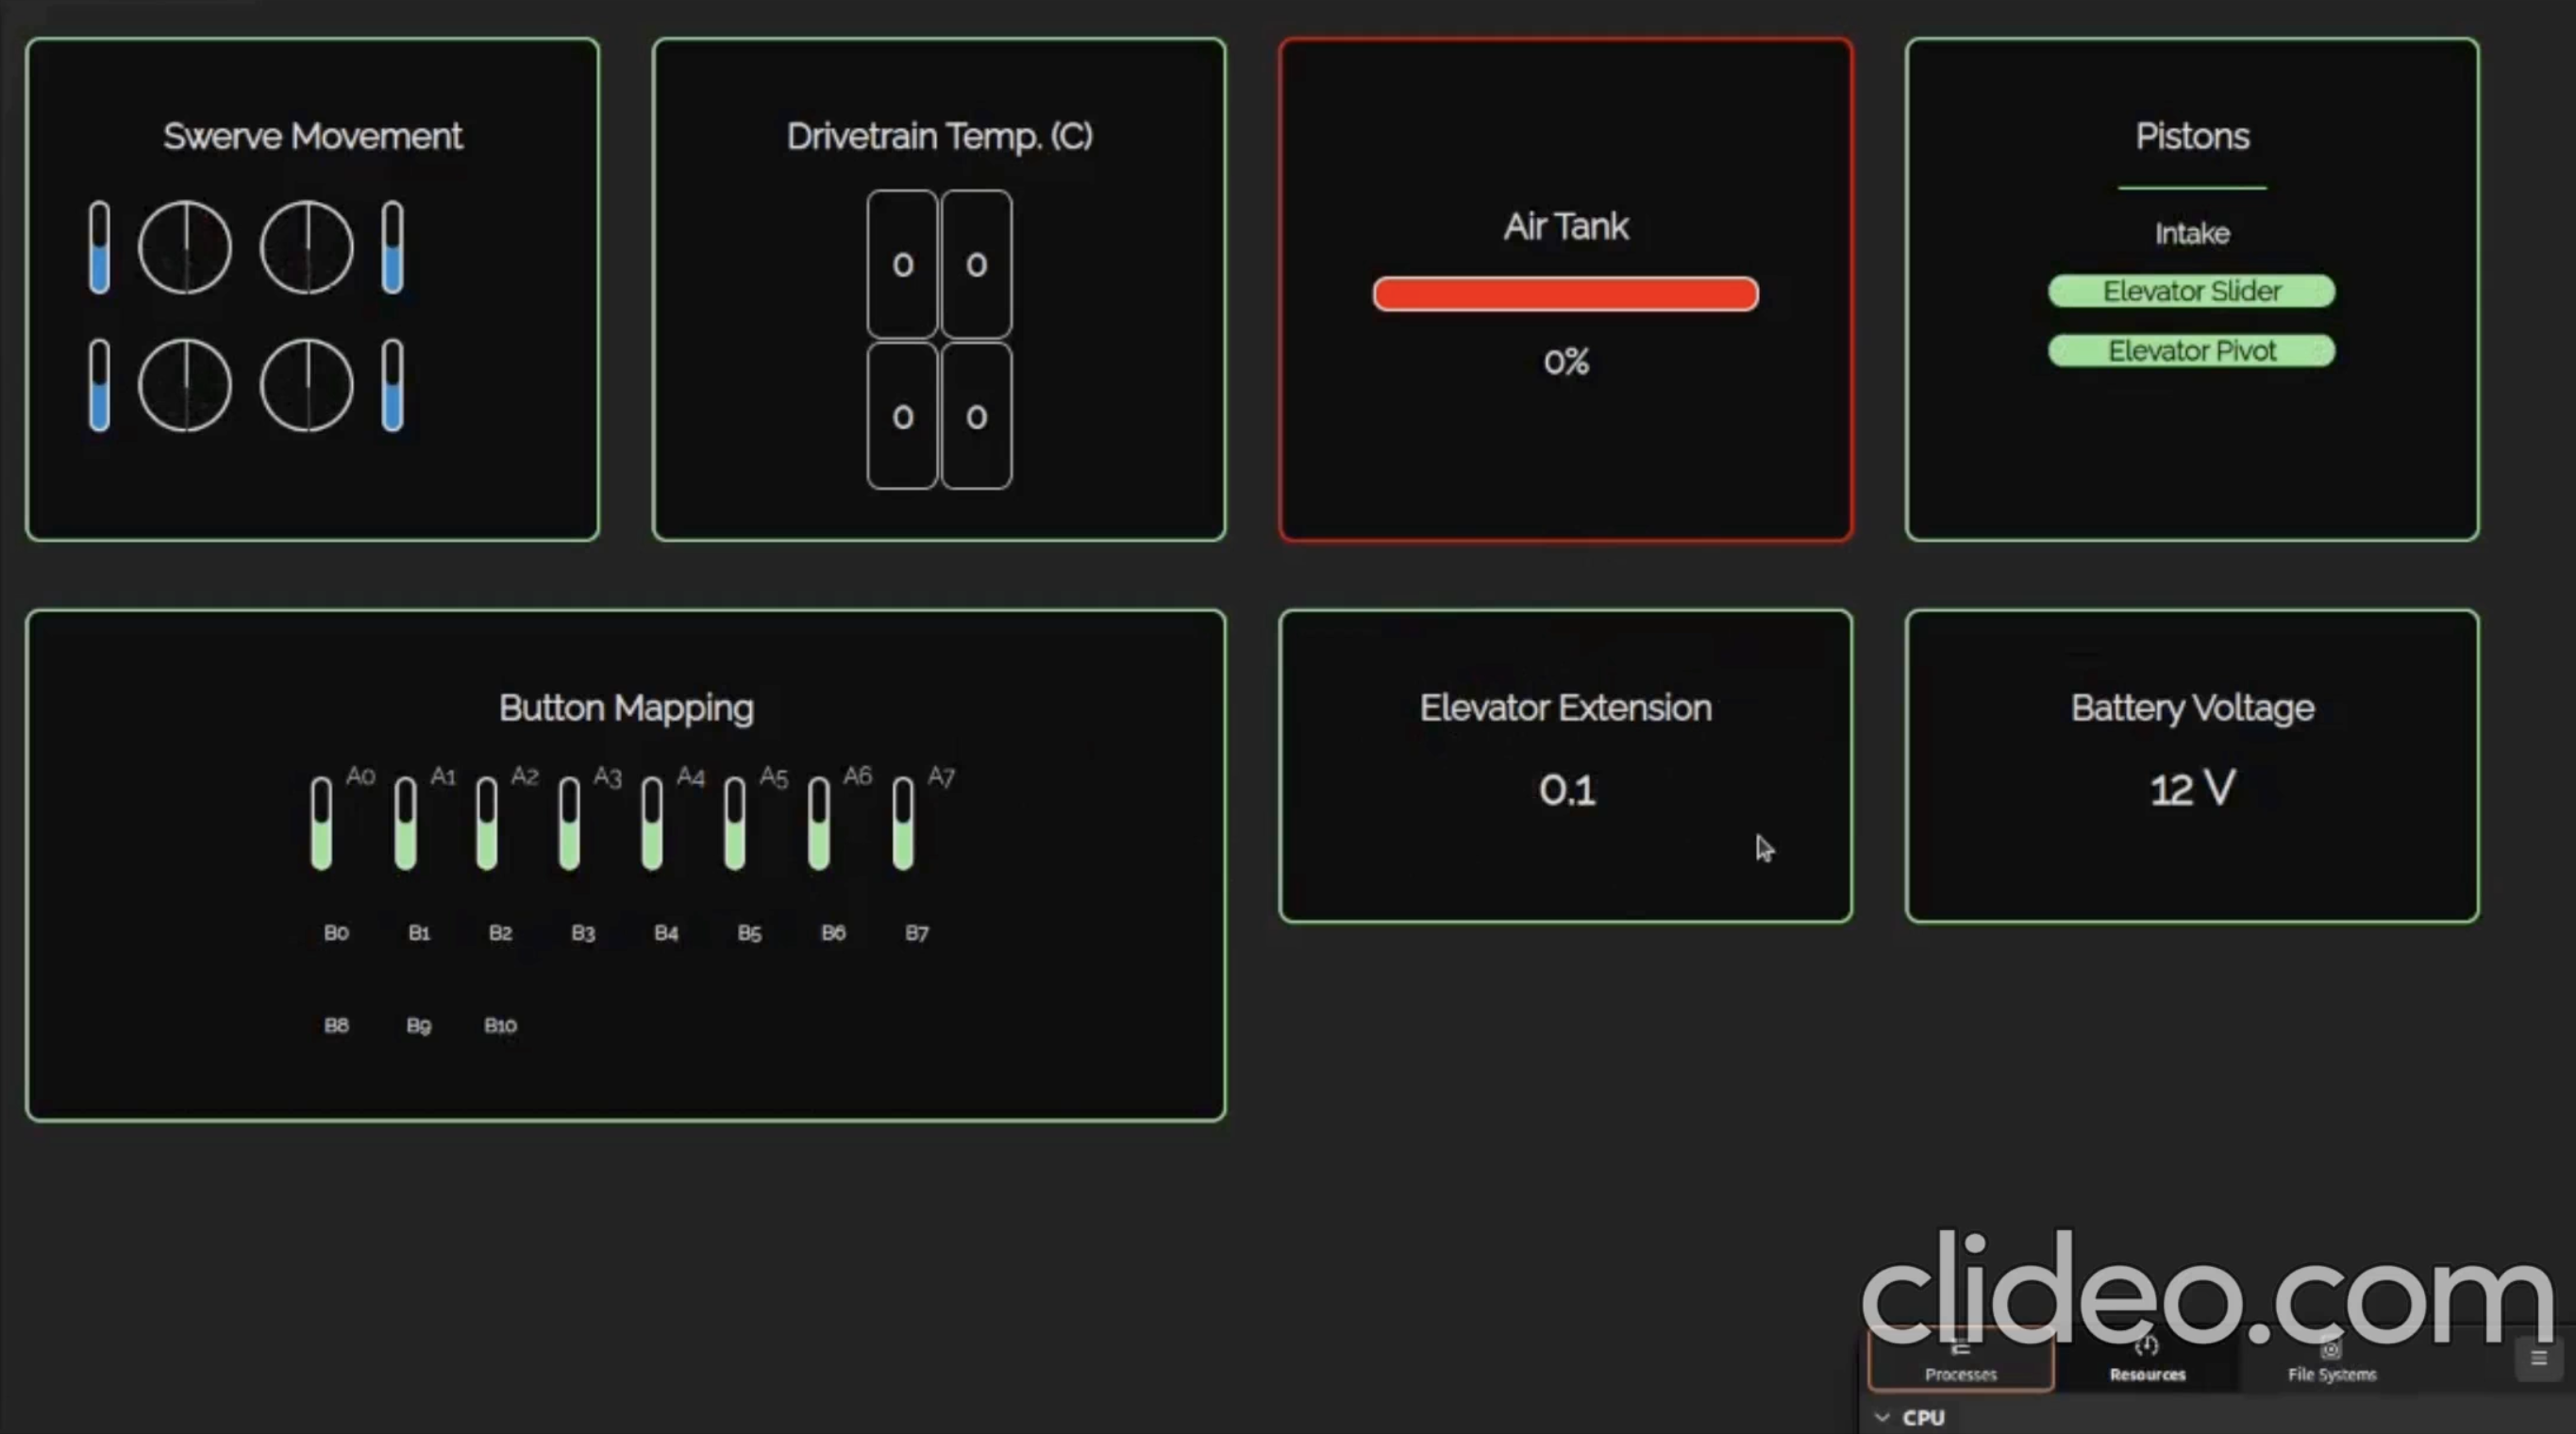 Swerve Movement
Drivetrain Temp. (C)
0 0
0 0
Air Tank
0%
Pistons
Intake
Elevator Slider
Elevator Pivot
Button Mapping
A0 A1 A2 A3 A4 A5 A6 A7
B0 B1 B2 B3 B4 B5 B6 B7
B8 B9 B10
Elevator Extension
0.1
Battery Voltage
12 V
clideo.com
Processes Resources File Systems
CPU